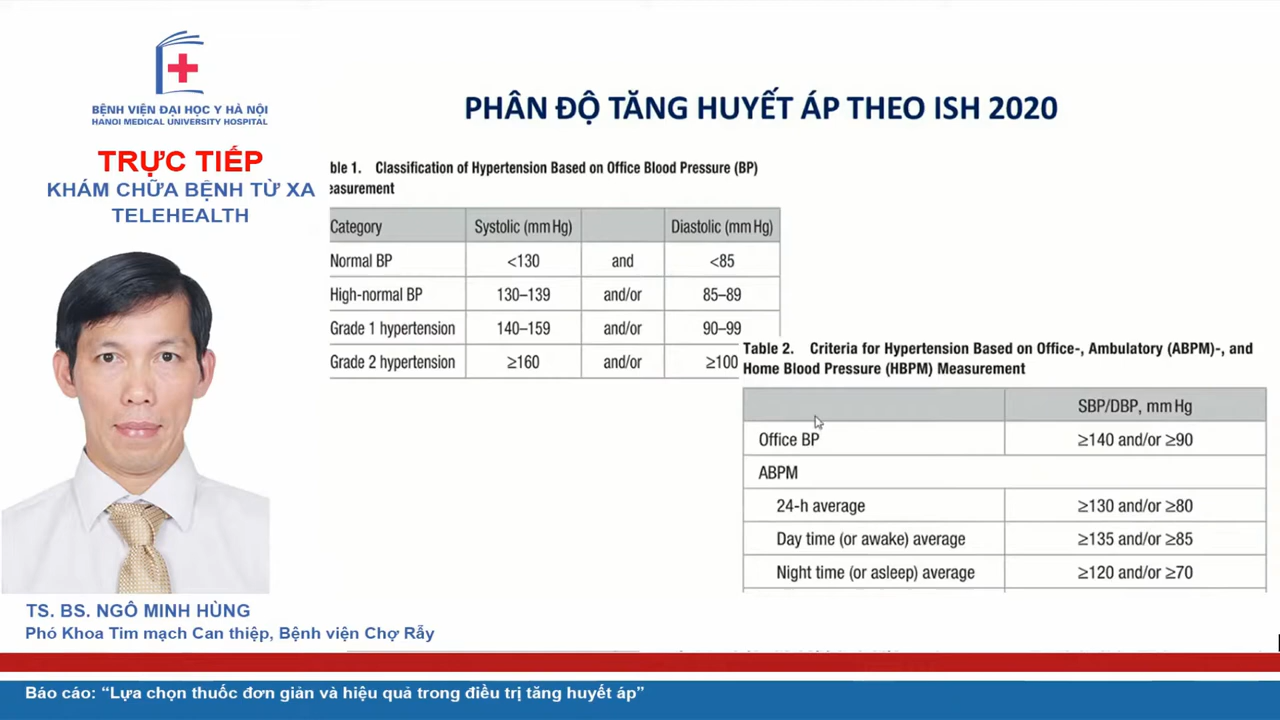 BỆNH VIỆN ĐẠI HỌC Y HÀ NỘI
HANOI MEDICAL UNIVERSITY HOSPITAL
TRỰC TIẾP
KHÁM CHỮA BỆNH TỪ XA
TELEHEALTH
PHÂN ĐỘ TĂNG HUYẾT ÁP THEO ISH 2020
ble 1. Classification of Hypertension Based on Office Blood Pressure (BP)
easurement
Category Systolic (mm Hg) Diastolic (mm Hg)
Normal BP <130 and <85
High-normal BP 130–139 and/or 85–89
Grade 1 hypertension 140–159 and/or 90–99
Grade 2 hypertension ≥160 and/or ≥100
Table 2. Criteria for Hypertension Based on Office-, Ambulatory (ABPM)-, and
Home Blood Pressure (HBPM) Measurement
SBP/DBP, mm Hg
Office BP ≥140 and/or ≥90
ABPM
24-h average ≥130 and/or ≥80
Day time (or awake) average ≥135 and/or ≥85
Night time (or asleep) average ≥120 and/or ≥70
TS. BS. NGÔ MINH HÙNG
Phó Khoa Tim mạch Can thiệp, Bệnh viện Chợ Rẫy
Báo cáo: “Lựa chọn thuốc đơn giản và hiệu quả trong điều trị tăng huyết áp”